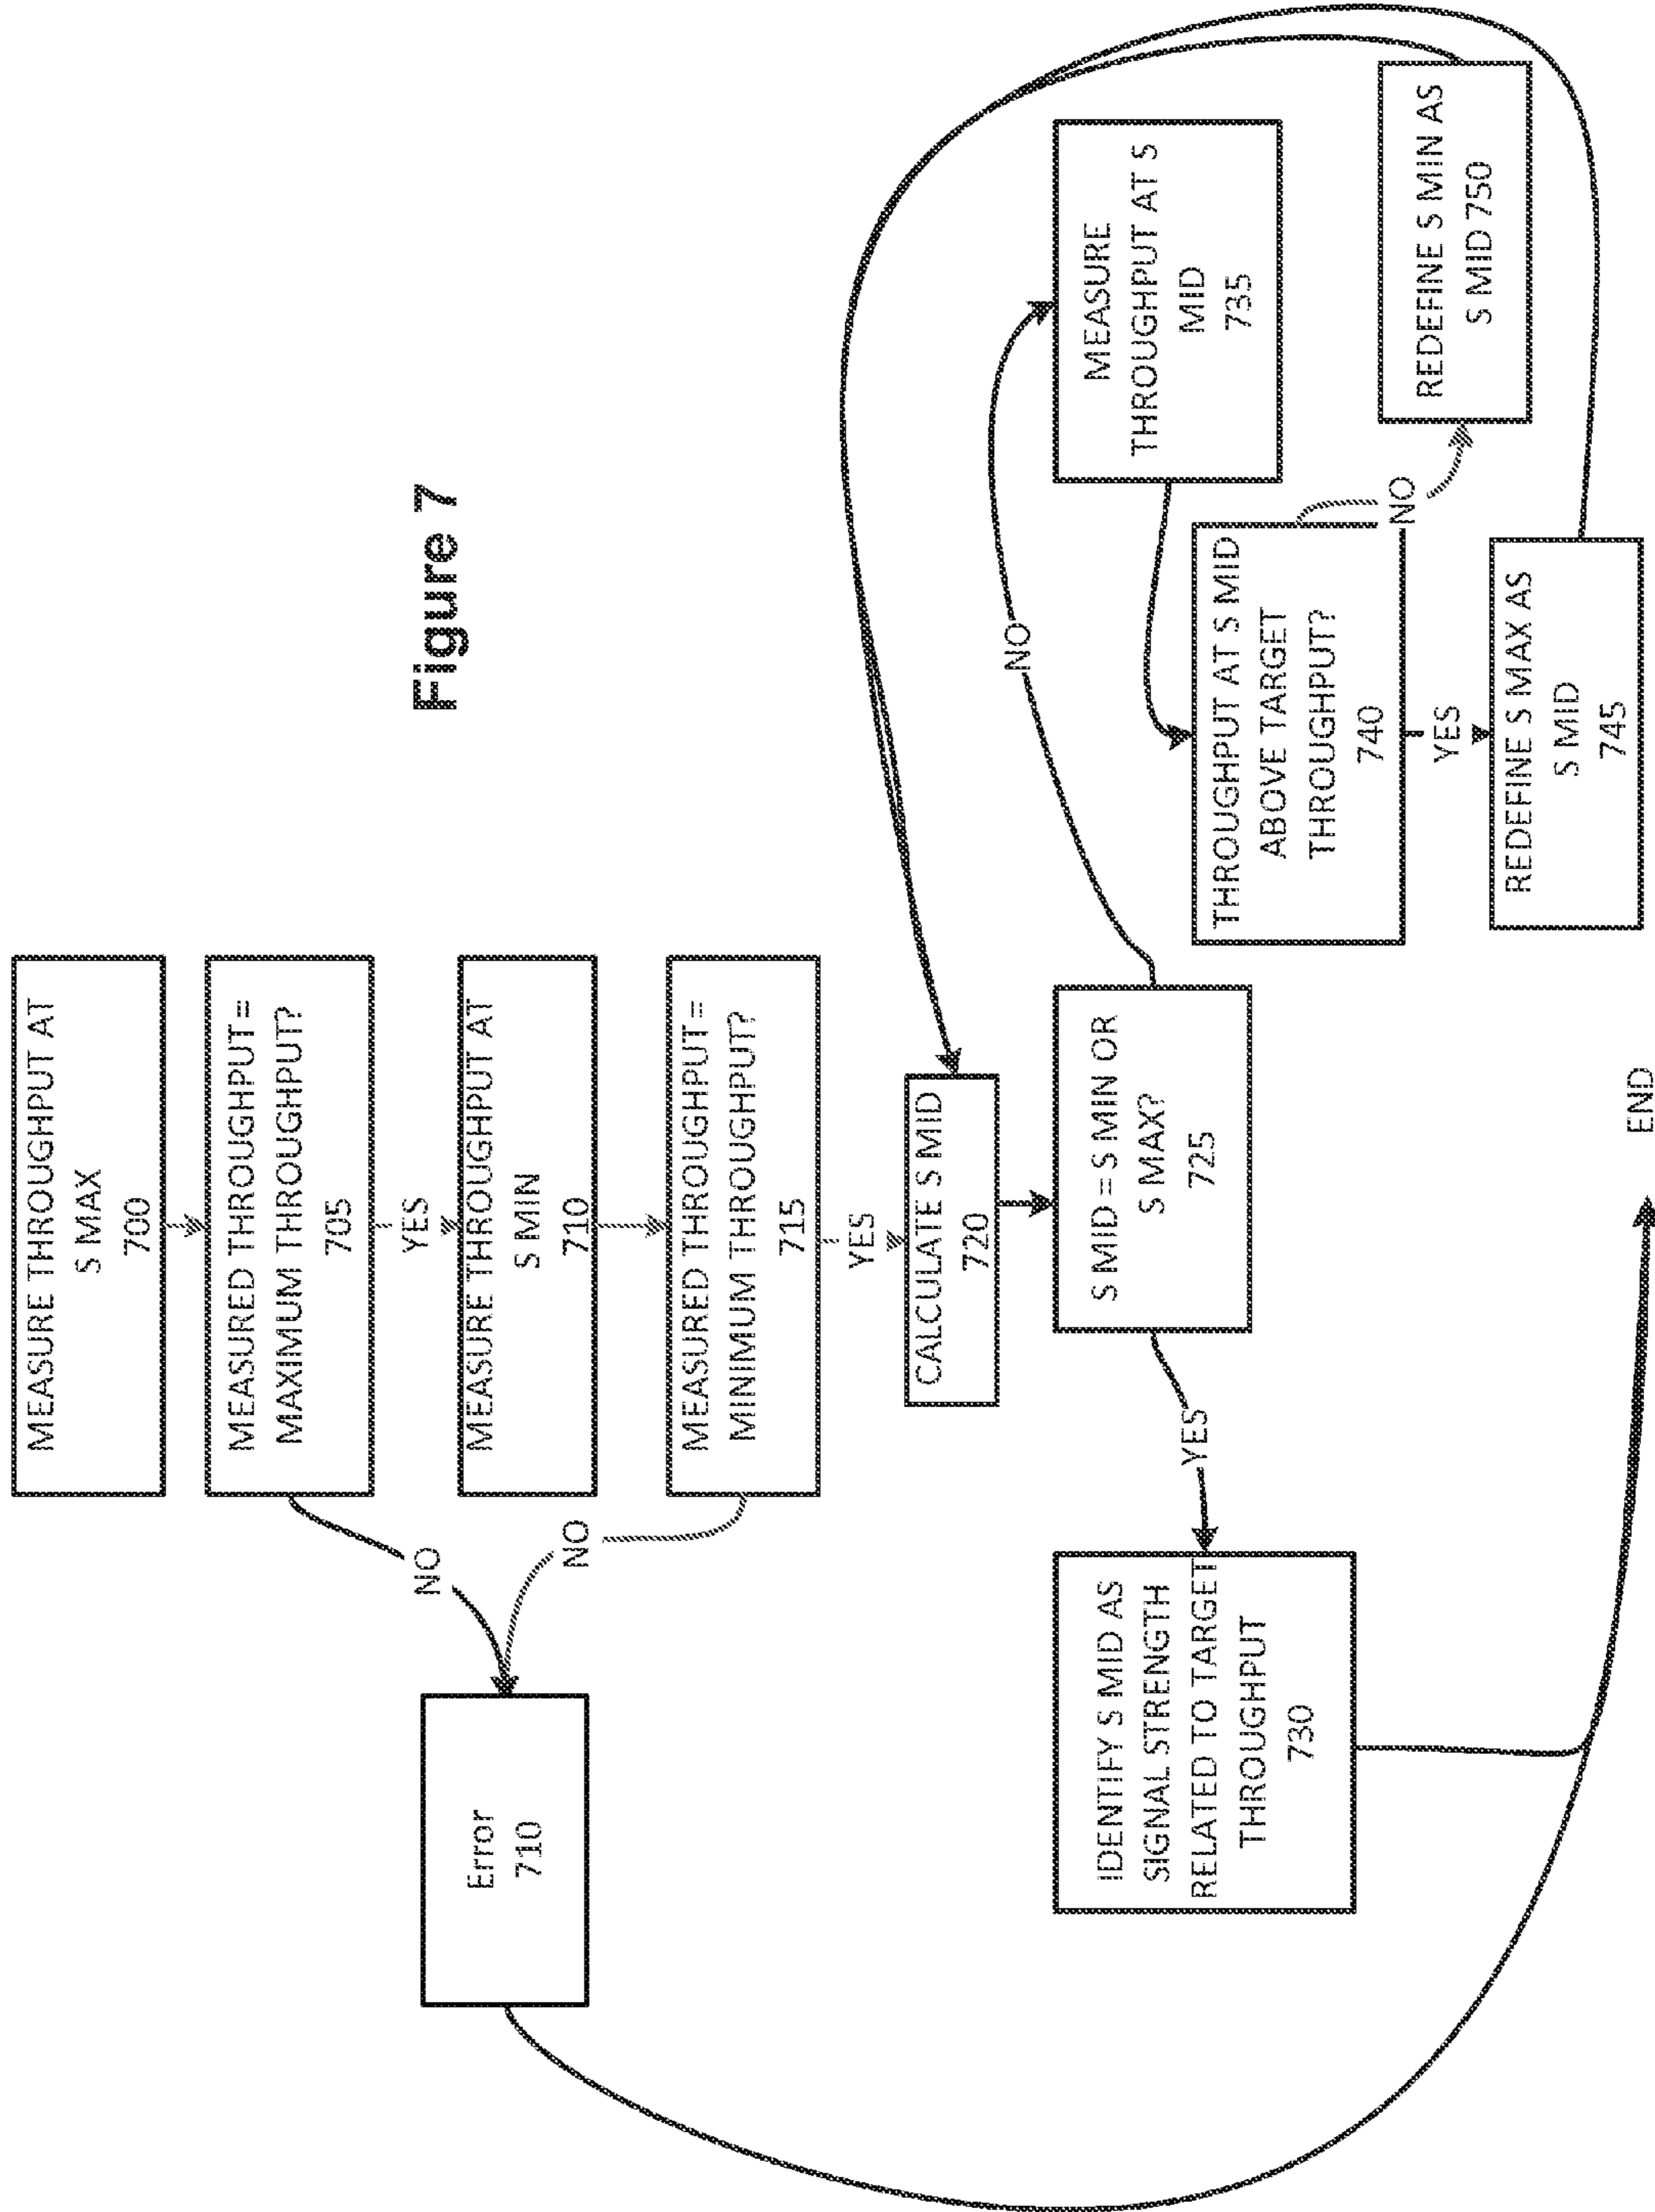 Figure 7
MEASURE THROUGHPUT AT
S MAX
700
MEASURED THROUGHPUT=
MAXIMUM THROUGHPUT?
705
NO
YES
MEASURE THROUGHPUT AT
S MIN
710
Error
710
MEASURED THROUGHPUT=
MINIMUM THROUGHPUT?
715
NO
YES
CALCULATE S MID
720
S MID = S MIN OR
S MAX?
725
YES
NO
IDENTIFY S MID AS
SIGNAL STRENGTH
RELATED TO TARGET
THROUGHPUT
730
MEASURE
THROUGHPUT AT S
MID
735
THROUGHPUT AT S MID
ABOVE TARGET
THROUGHPUT?
740
NO
YES
REDEFINE S MIN AS
S MID 750
REDEFINE S MAX AS
S MID
745
END